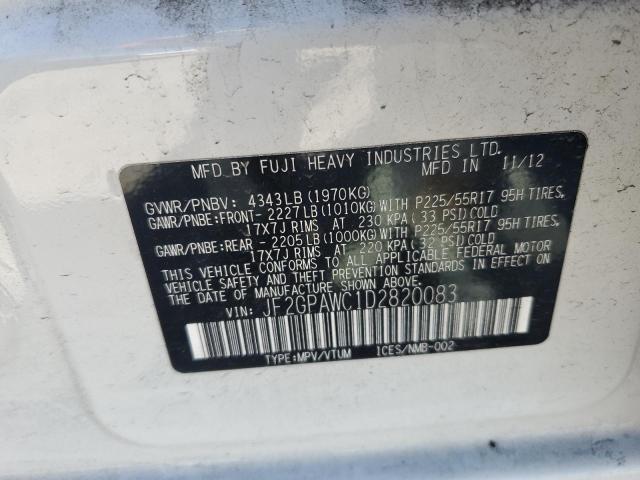 MFD BY FUJI HEAVY INDUSTRIES LTD.
MFD IN 11/12
GVWR/PNBV : 4343LB (1970KG)
GAWR/PNBE:FRONT- 2227LB (1010KG) WITH P225/55R17 95H TIRES,
17X7J RIMS AT 230 KPA (33 PSI) COLD
GAWR/PNBE:REAR - 2205LB (1000KG) WITH P225/55R17 95H TIRES,
17X7J RIMS AT 220 KPA (32 PSI) COLD
THIS VEHICLE CONFORMS TO ALL APPLICABLE FEDERAL MOTOR
VEHICLE SAFETY AND THEFT PREVENTION STANDARDS IN EFFECT ON
THE DATE OF MANUFACTURE SHOWN ABOVE.
VIN: JF2GPAWC1D2820083
TYPE:MPV/VTUM ICES/NMB-002